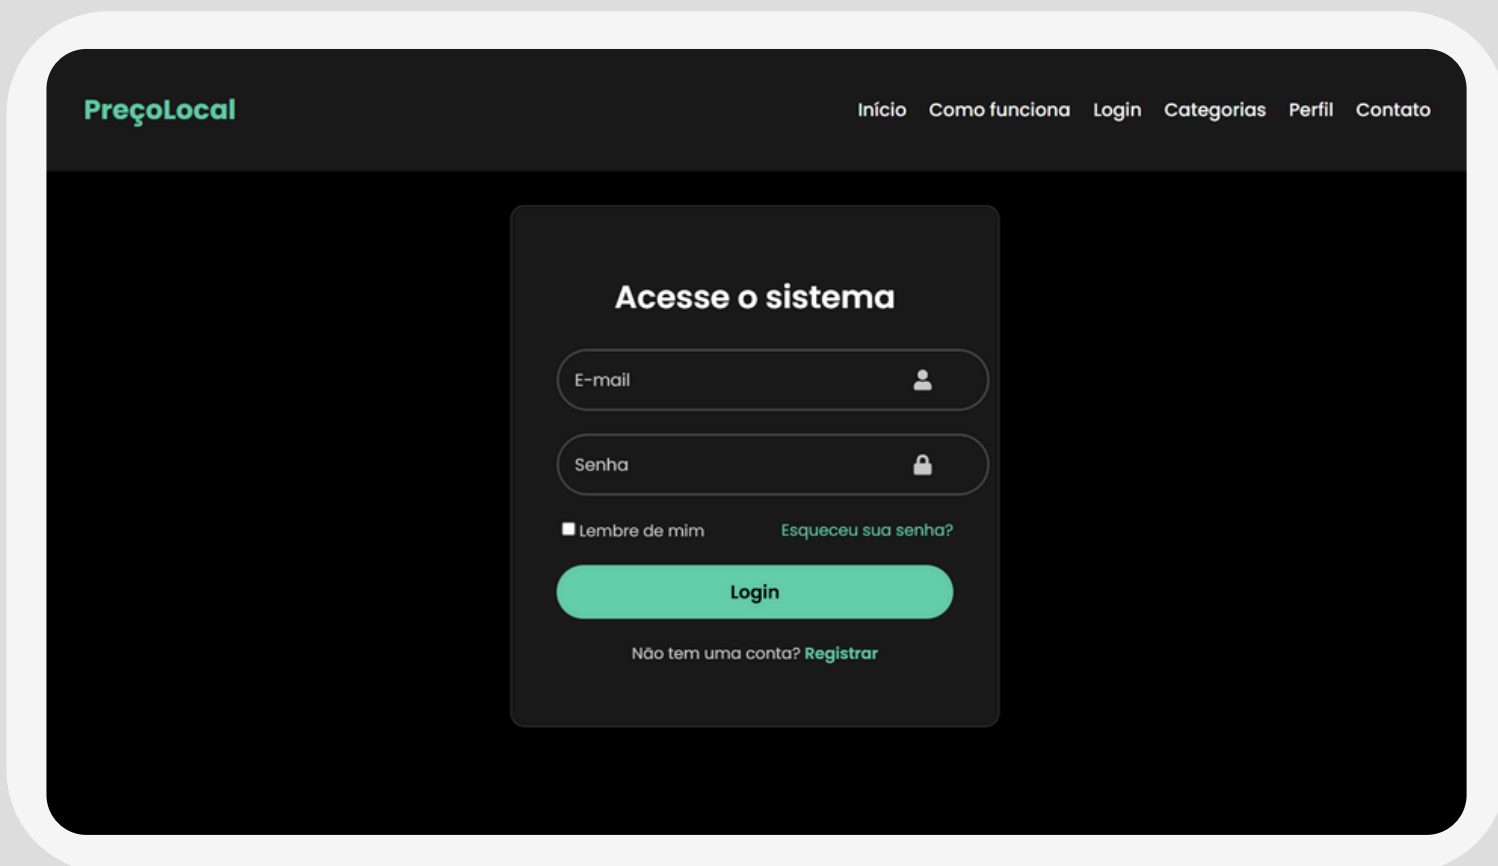 PreçoLocal
Início Como funciona Login Categorias Perfil Contato
Acesse o sistema
E-mail
Senha
Lembre de mim Esqueceu sua senha?
Login
Não tem uma conta? Registrar